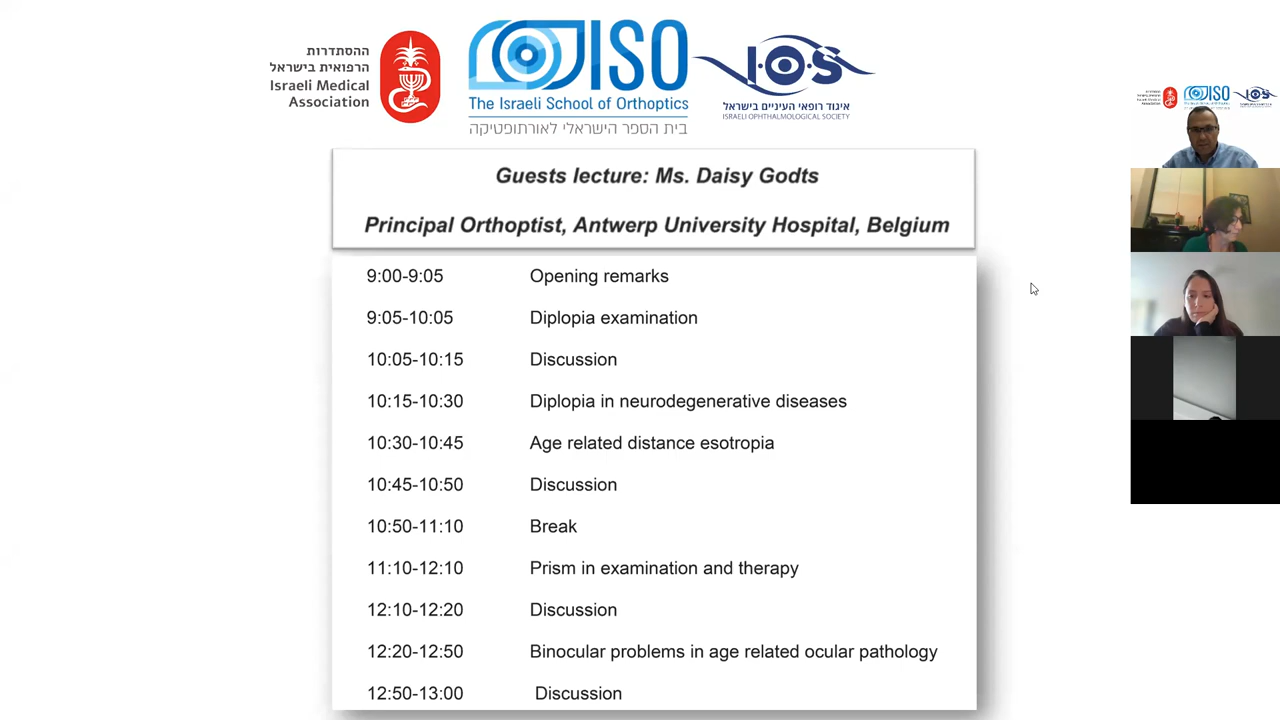 ההסתדרות
הרפואית בישראל
Israeli Medical
Association
ISO
The Israeli School of Orthoptics
בית הספר הישראלי לאורתופטיקה
I.O.S
איגוד רופאי העיניים בישראל
ISRAELI OPHTHALMOLOGICAL SOCIETY
Guests lecture: Ms. Daisy Godts
Principal Orthoptist, Antwerp University Hospital, Belgium
9:00-9:05 Opening remarks
9:05-10:05 Diplopia examination
10:05-10:15 Discussion
10:15-10:30 Diplopia in neurodegenerative diseases
10:30-10:45 Age related distance esotropia
10:45-10:50 Discussion
10:50-11:10 Break
11:10-12:10 Prism in examination and therapy
12:10-12:20 Discussion
12:20-12:50 Binocular problems in age related ocular pathology
12:50-13:00 Discussion
ISO